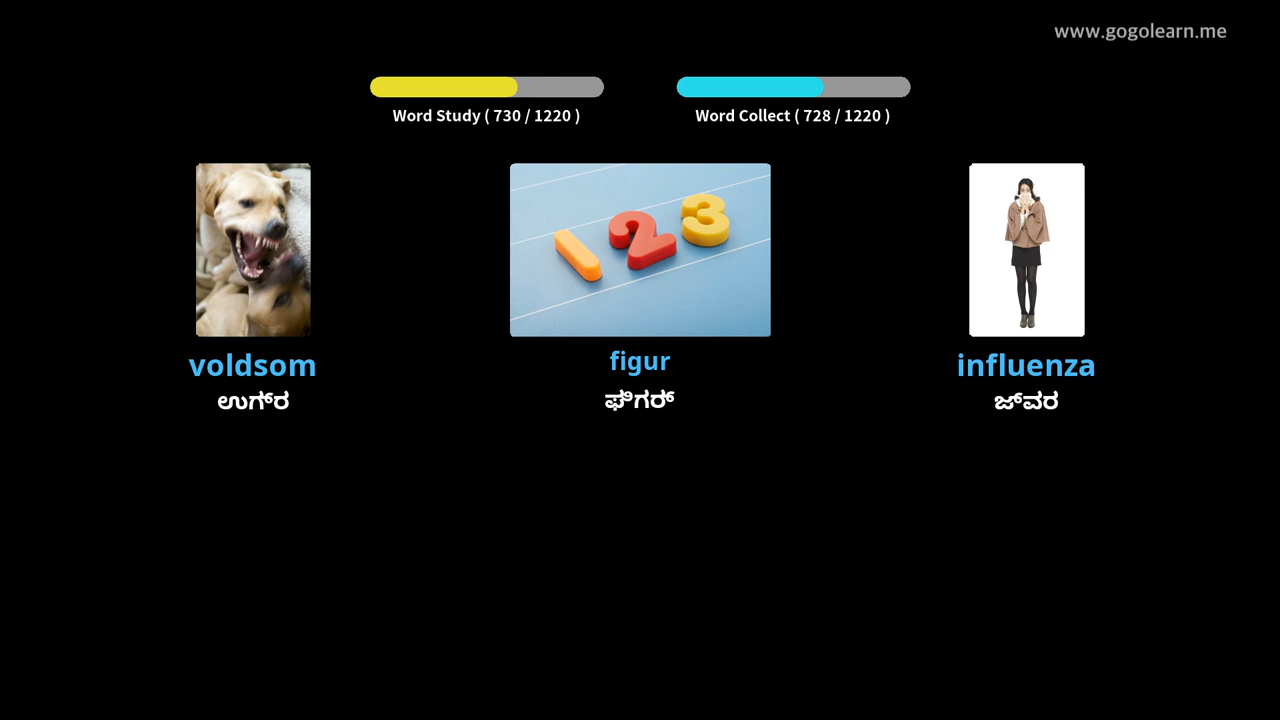 www.gogolearn.me
Word Study ( 730 / 1220 )
Word Collect ( 728 / 1220 )
voldsom
figur
influenza
ಉಗ್‌ರ
ಫಿಗರ್
ಜ್‌ವರ